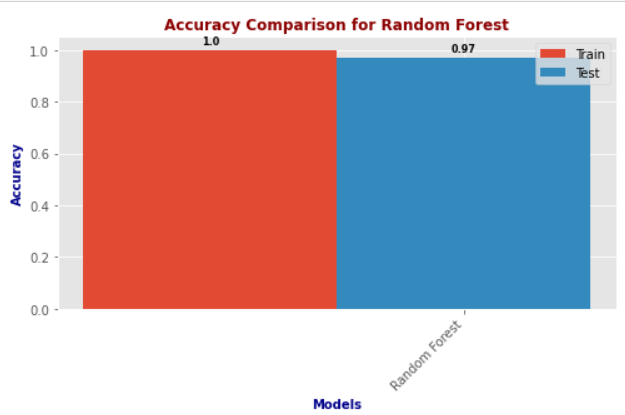 Accuracy Comparison for Random Forest
1.0
0.97
Train
Test
1.0
0.8
0.6
0.4
0.2
0.0
Accuracy
Random Forest
Models